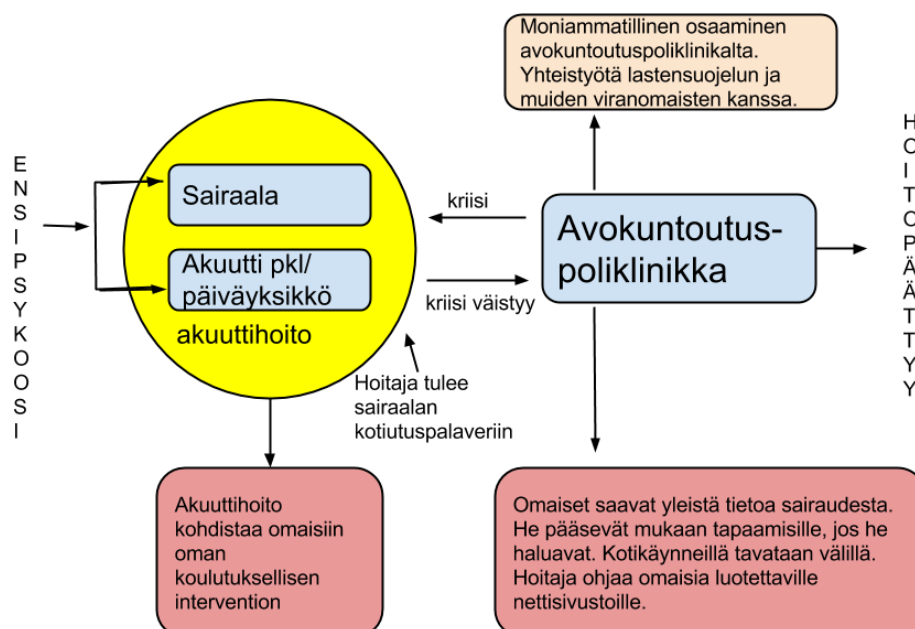 Moniammatillinen osaaminen
avokuntoutuspoliklinikalta.
Yhteistyötä lastensuojelun ja
muiden viranomaisten kanssa.
ENSIPSYKOOSI
Sairaala
Akuutti pkl/
päiväyksikkö
akuuttihoito
kriisi
kriisi väistyy
Avokuntoutus-
poliklinikka
HOITOPÄÄTTYY
Hoitaja tulee
sairaalan
kotiutuspalaveriin
Akuuttihoito
kohdistaa omaisiin
oman
koulutuksellisen
intervention
Omaiset saavat yleistä tietoa sairaudesta.
He pääsevät mukaan tapaamisille, jos he
haluavat. Kotikäynneillä tavataan välillä.
Hoitaja ohjaa omaisia luotettaville
nettisivustoille.